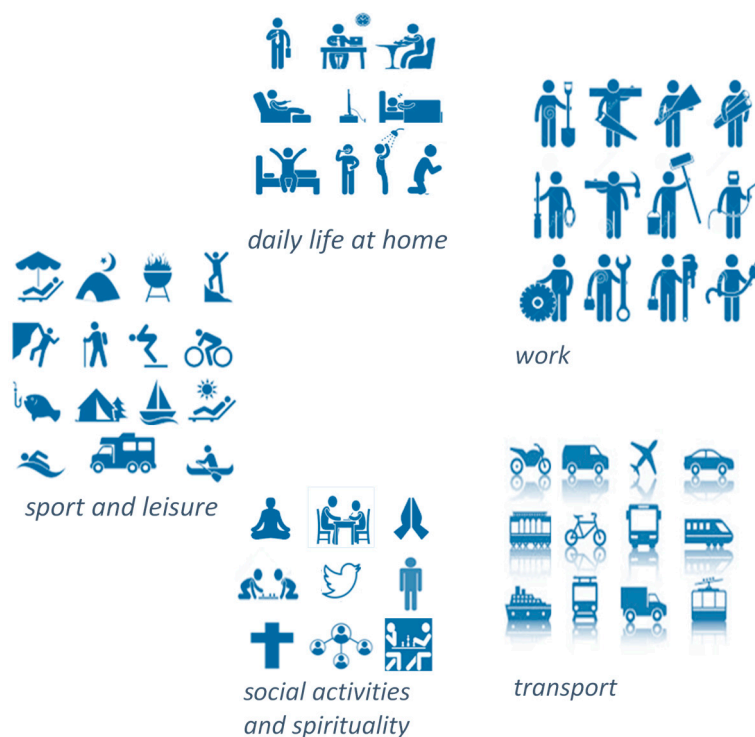 daily life at home
work
sport and leisure
social activities
and spirituality
transport